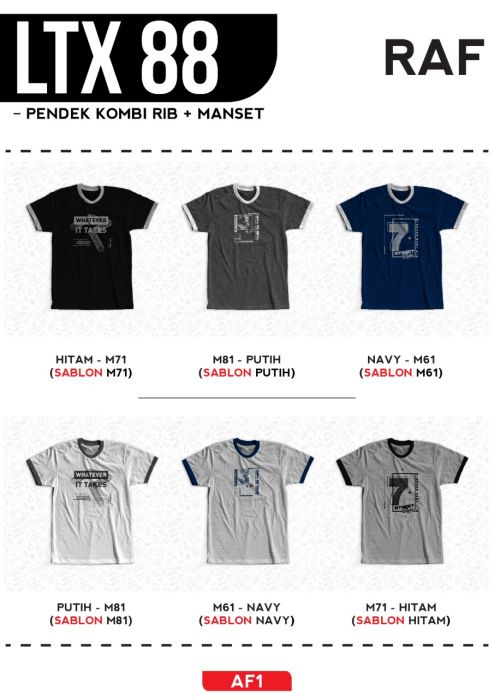 LTX 88
RAF
– PENDEK KOMBI RIB + MANSET
WHATEVER
IT TAKES
7
HITAM - M71
(SABLON M71)
M81 - PUTIH
(SABLON PUTIH)
NAVY - M61
(SABLON M61)
WHATEVER
IT TAKES
7
PUTIH - M81
(SABLON M81)
M61 - NAVY
(SABLON NAVY)
M71 - HITAM
(SABLON HITAM)
AF1